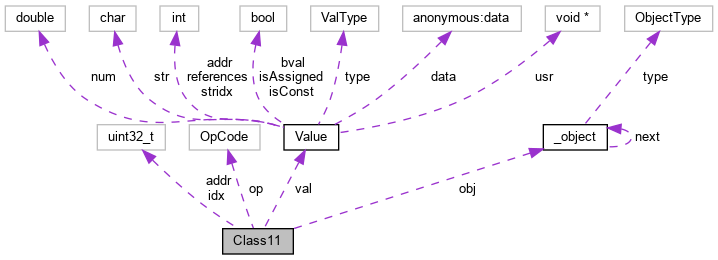 double
char
int
bool
ValType
anonymous:data
void *
ObjectType
num
str
addr
references
stridx
bval
isAssigned
isConst
type
data
usr
type
uint32_t
OpCode
Value
_object
next
addr
idx
op
val
obj
Class11